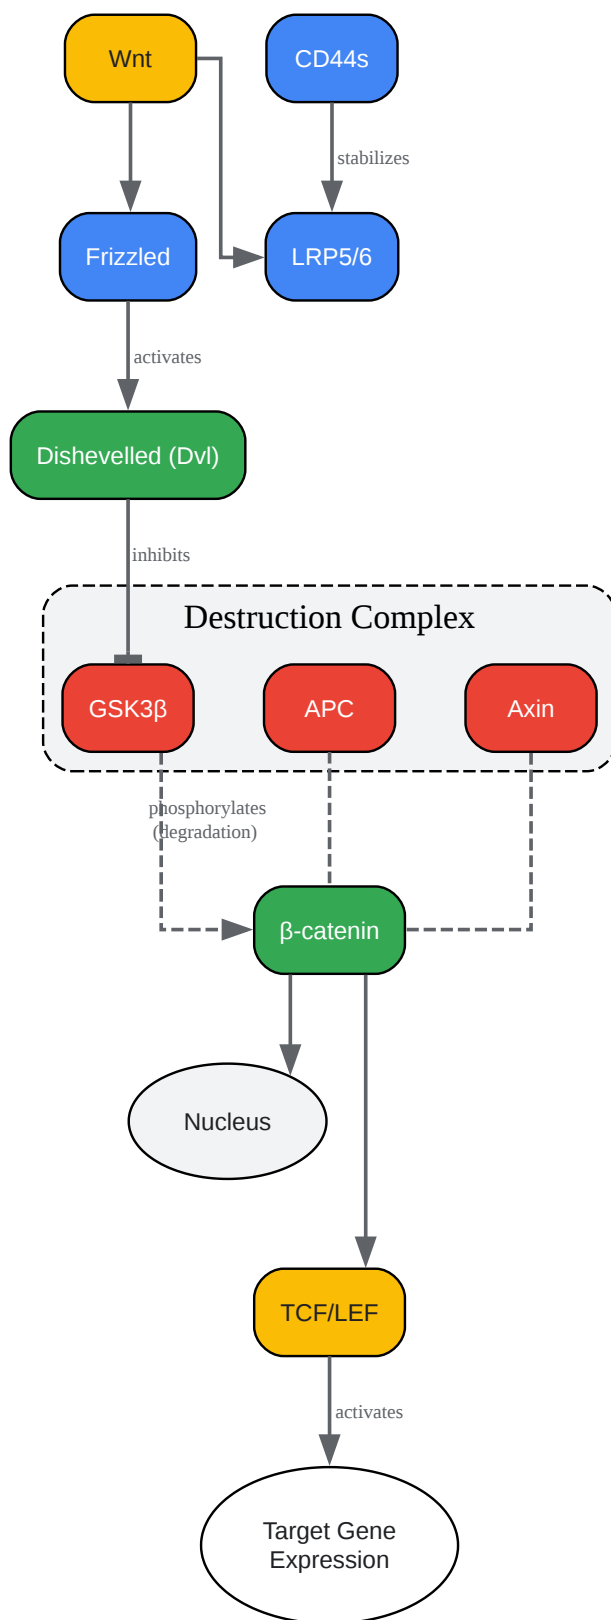 Wnt
CD44s
stabilizes
Frizzled
LRP5/6
activates
Dishevelled (Dvl)
inhibits
Destruction Complex
GSK3β
APC
Axin
phosphorylates
(degradation)
β-catenin
Nucleus
TCF/LEF
activates
Target Gene
Expression